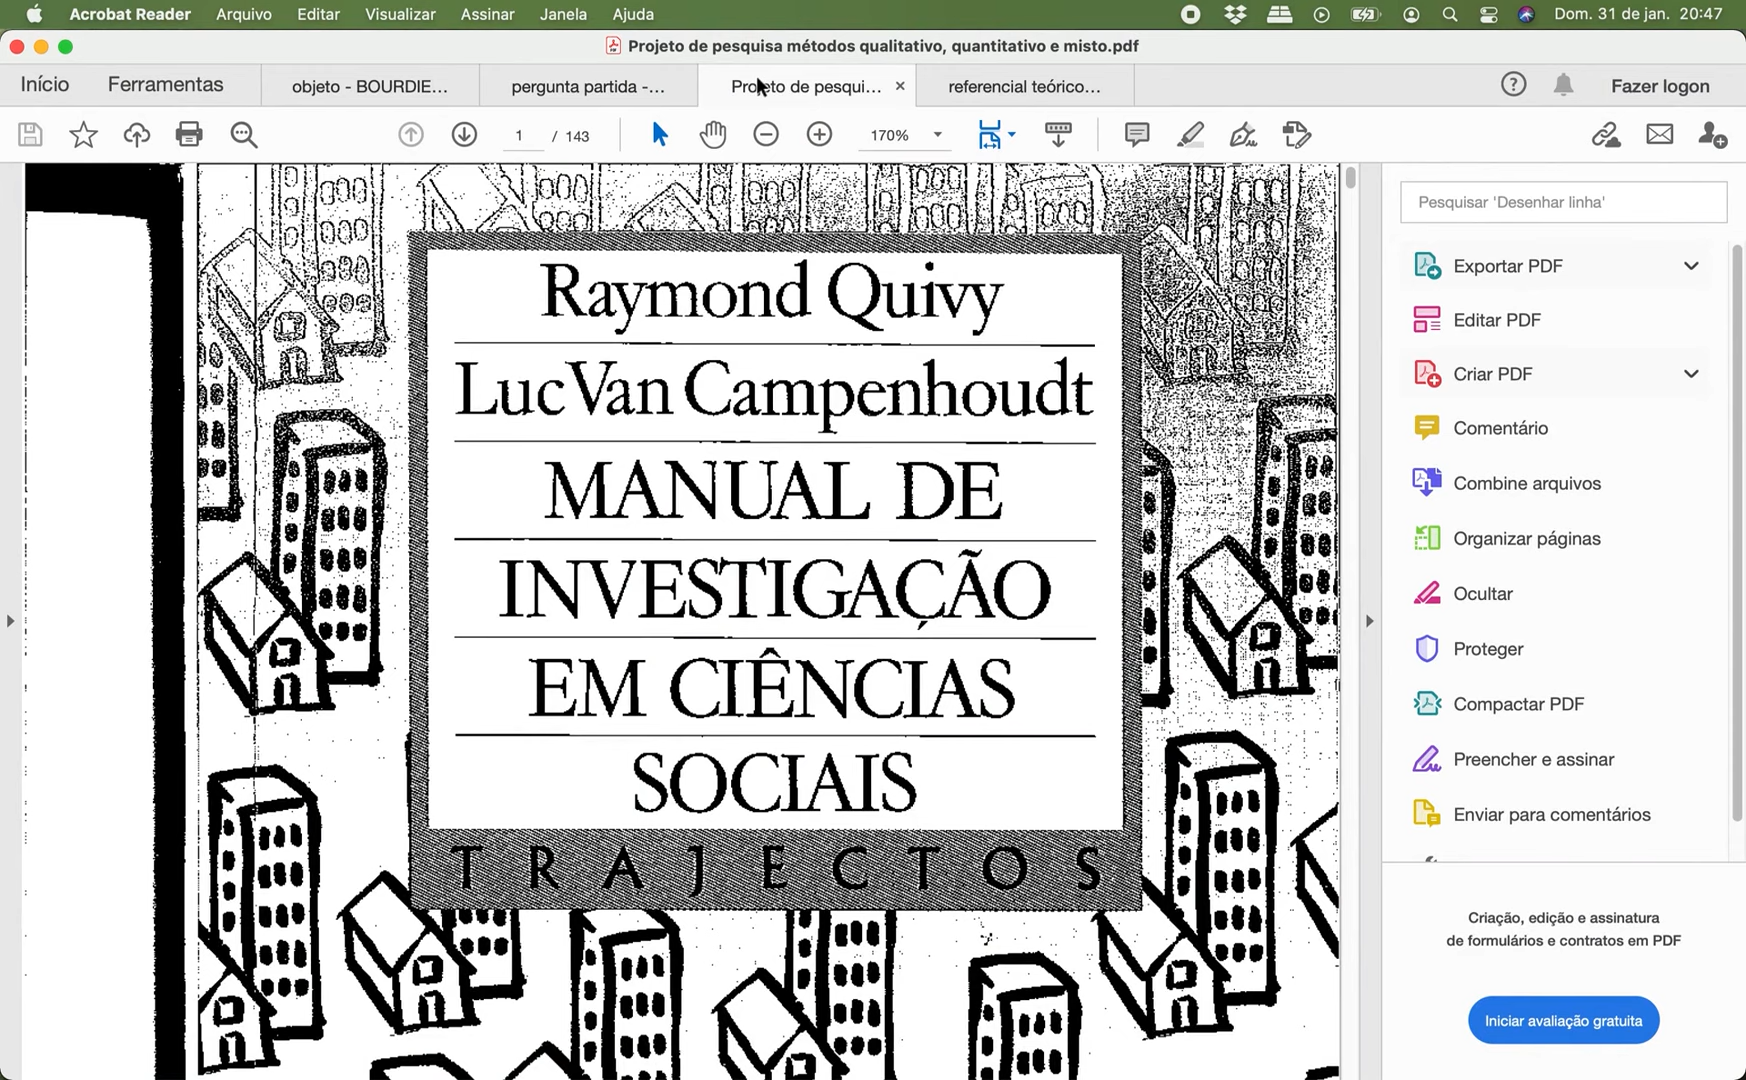 Acrobat Reader Arquivo Editar Visualizar Assinar Janela Ajuda Dom. 31 de jan. 20:47
Projeto de pesquisa métodos qualitativo, quantitativo e misto.pdf
Início Ferramentas objeto - BOURDIE... pergunta partida -... Projeto de pesqui... × referencial teórico... Fazer logon
1 / 143 170%
Pesquisar 'Desenhar linha'
Exportar PDF
Editar PDF
Criar PDF
Comentário
Combine arquivos
Organizar páginas
Ocultar
Proteger
Compactar PDF
Preencher e assinar
Enviar para comentários
Criação, edição e assinatura
de formulários e contratos em PDF
Iniciar avaliação gratuita
Raymond Quivy
Luc Van Campenhoudt
MANUAL DE
INVESTIGAÇÃO
EM CIÊNCIAS
SOCIAIS
TRAJECTOS